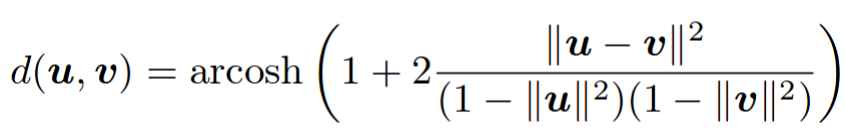 d(u, v) = arcosh ( 1 + 2 ‖u − v‖² / (1 − ‖u‖²)(1 − ‖v‖²) )